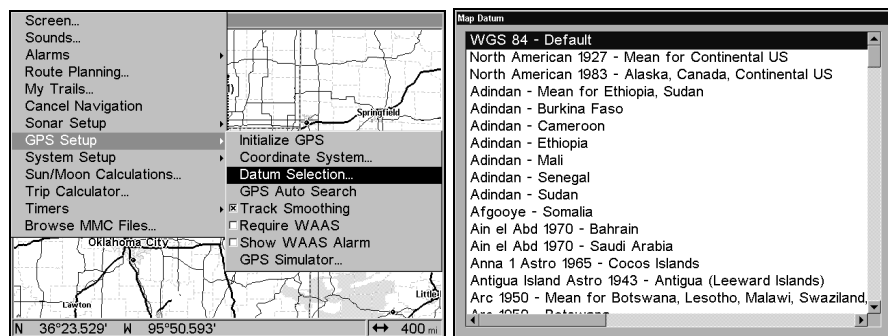 Screen...
Sounds...
Alarms
Route Planning...
My Trails...
Cancel Navigation
Sonar Setup
GPS Setup
System Setup
Sun/Moon Calculations...
Trip Calculator...
Timers
Browse MMC Files...
Initialize GPS
Coordinate System...
Datum Selection...
GPS Auto Search
Track Smoothing
Require WAAS
Show WAAS Alarm
GPS Simulator...
Springfield
Oklahoma City
Lawton
Little
N 36°23.529' W 95°50.593' 400 mi
Map Datum
WGS 84 - Default
North American 1927 - Mean for Continental US
North American 1983 - Alaska, Canada, Continental US
Adindan - Mean for Ethiopia, Sudan
Adindan - Burkina Faso
Adindan - Cameroon
Adindan - Ethiopia
Adindan - Mali
Adindan - Senegal
Adindan - Sudan
Afgooye - Somalia
Ain el Abd 1970 - Bahrain
Ain el Abd 1970 - Saudi Arabia
Anna 1 Astro 1965 - Cocos Islands
Antigua Island Astro 1943 - Antigua (Leeward Islands)
Arc 1950 - Mean for Botswana, Lesotho, Malawi, Swaziland,
Arc 1950 - Botswana